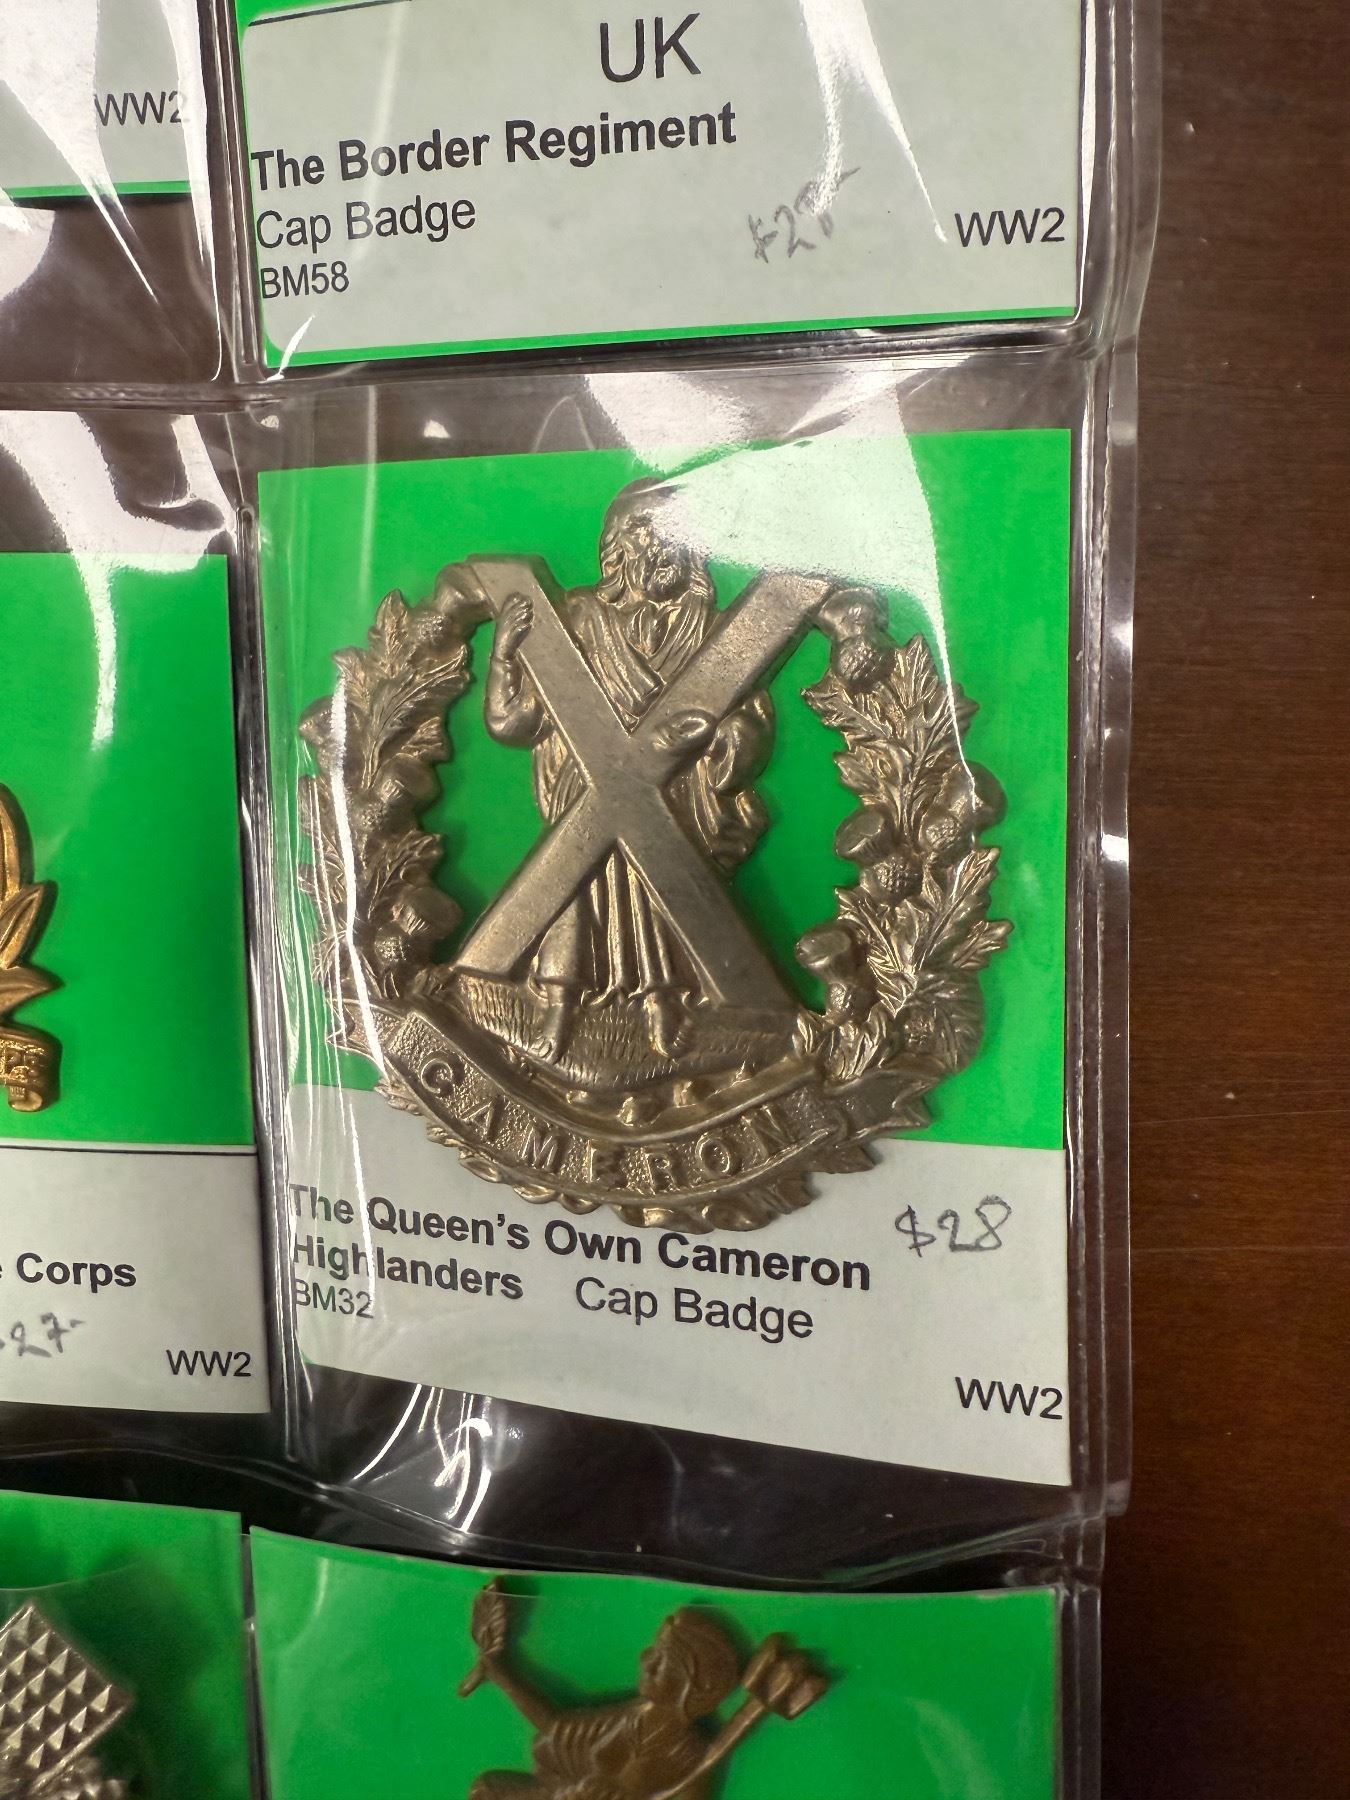 WW2
UK
The Border Regiment
Cap Badge
BM58
WW2
CAMERON
The Queen's Own Cameron
Highlanders Cap Badge
BM32
$28
WW2
Corps
27-
WW2